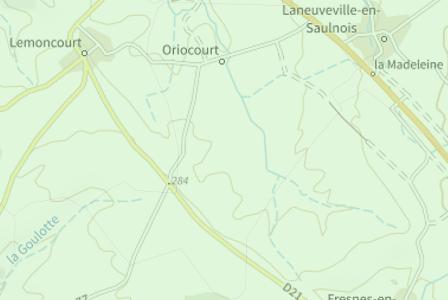 Laneuveville-en-
Saulnois
Lemoncourt
Oriocourt
la Madeleine
284
la Goulotte
D21
Fresnes-en-